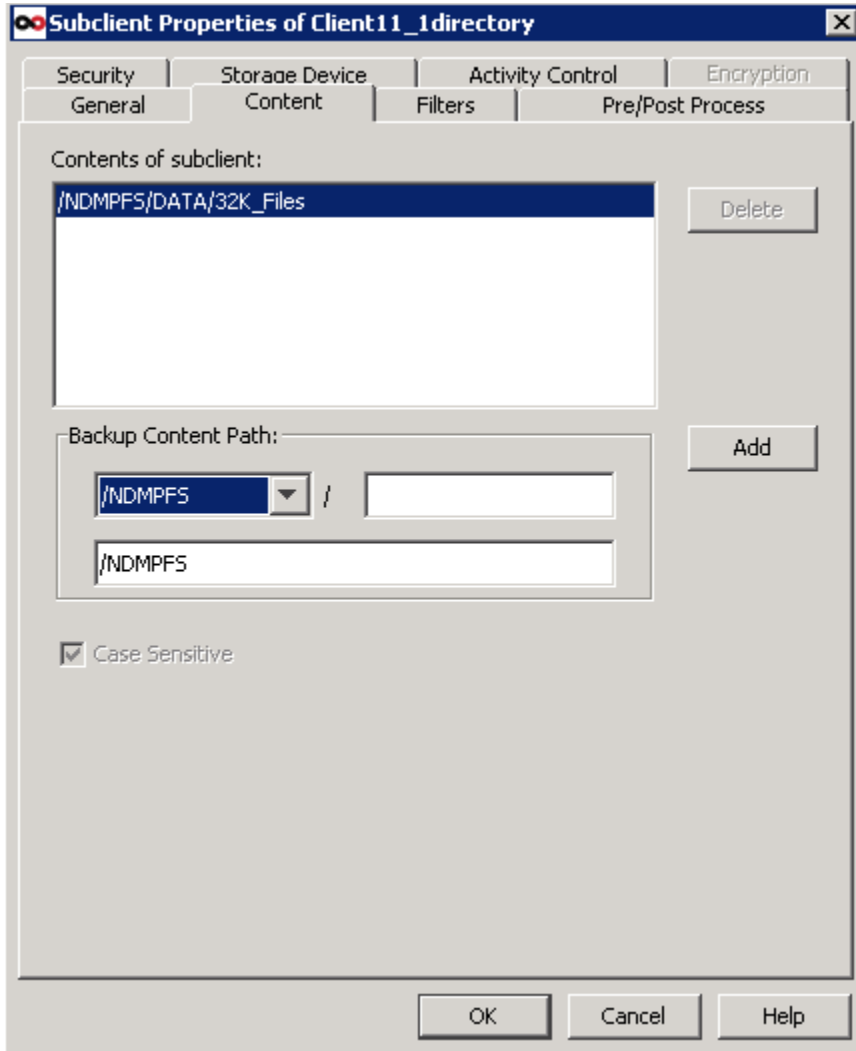 Subclient Properties of Client11_1directory
Security Storage Device Activity Control Encryption
General Content Filters Pre/Post Process
Contents of subclient:
/NDMPFS/DATA/32K_Files
Delete
Backup Content Path:
Add
/NDMPFS /
/NDMPFS
Case Sensitive
OK Cancel Help